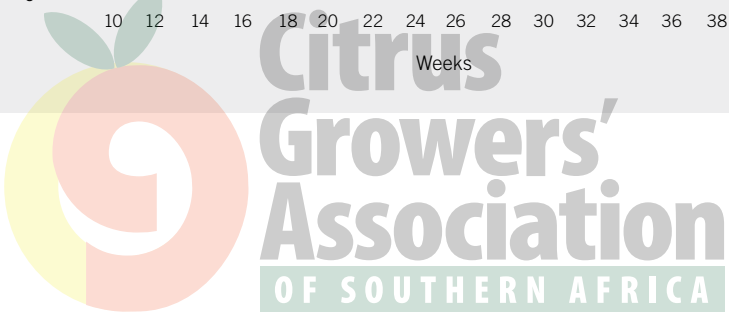 10 12 14 16 18 20 22 24 26 28 30 32 34 36 38
Weeks
Citrus
Growers'
Association
OF SOUTHERN AFRICA